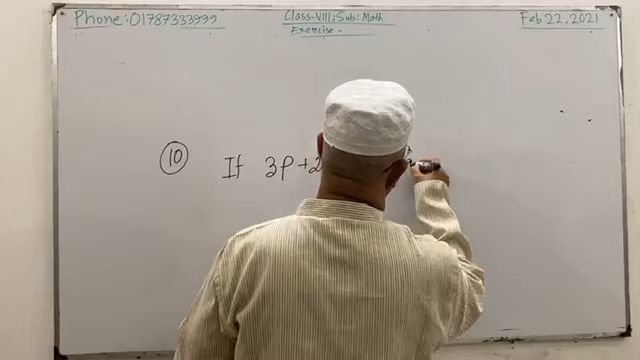 Phone: 01787333999
Class-VIII; Sub: Math
Exercise -
Feb 22, 2021
10 If 3p+2